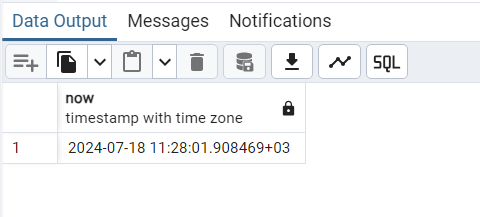 Data Output Messages Notifications
SQL
now
timestamp with time zone
1 2024-07-18 11:28:01.908469+03